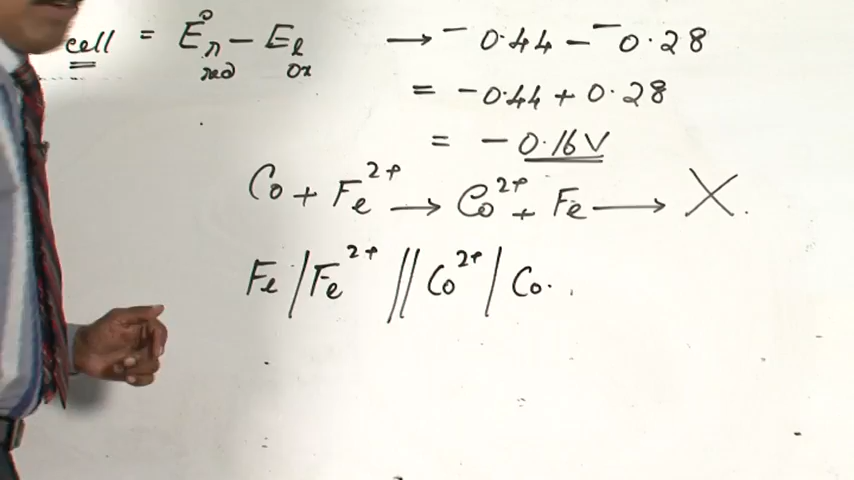 cell = E°r red − El ox → −0.44 − −0.28
= −0.44 + 0.28
= −0.16V
Co + Fe²⁺ → Co²⁺ + Fe → X.
Fe/Fe²⁺//Co²⁺/Co.